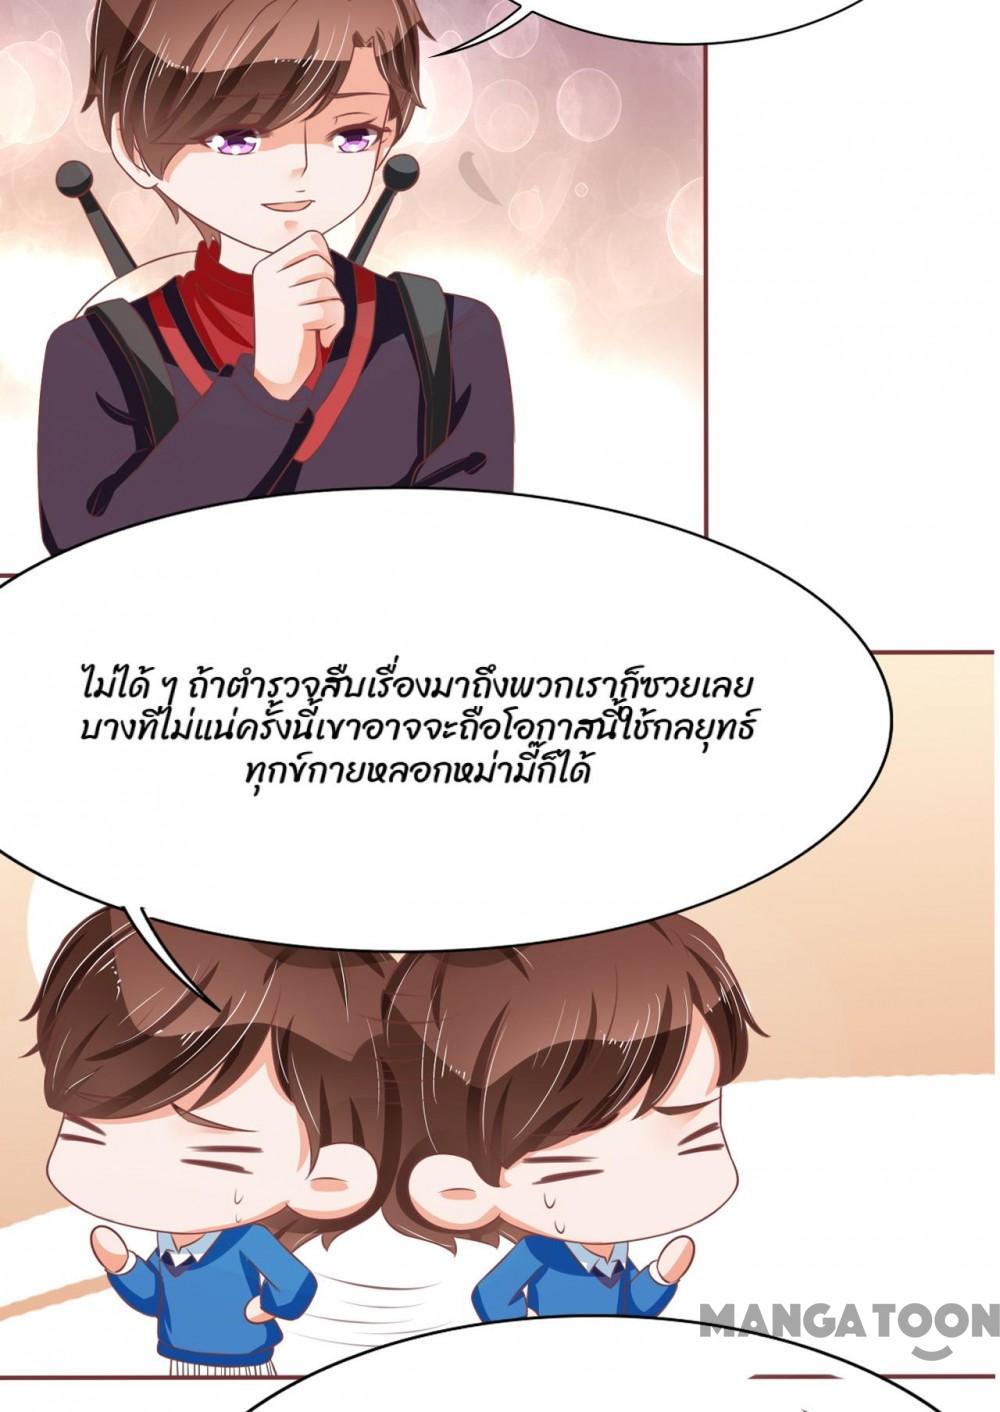 ไม่ได้ ๆ ถ้าตำรวจสืบเรื่องมาถึงพวกเราก็ซวยเลย
บางทีไม่แน่ครั้งนี้เขาอาจจะถือโอกาสนี้ใช้กลยุทธ์
ทุกข์กายหลอกหม่ามี๊ก็ได้
MANGATOON